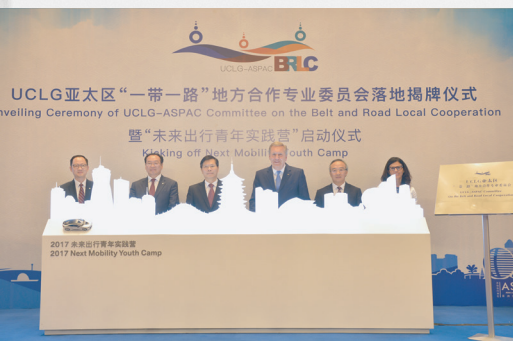 UCLG-ASPAC BRLC
UCLG亚太区“一带一路”地方合作专业委员会落地揭牌仪式
nveiling Ceremony of UCLG-ASPAC Committee on the Belt and Road Local Cooperation
暨“未来出行青年实践营”启动仪式
Kicking off Next Mobility Youth Camp
2017 未来出行青年实践营
2017 Next Mobility Youth Camp